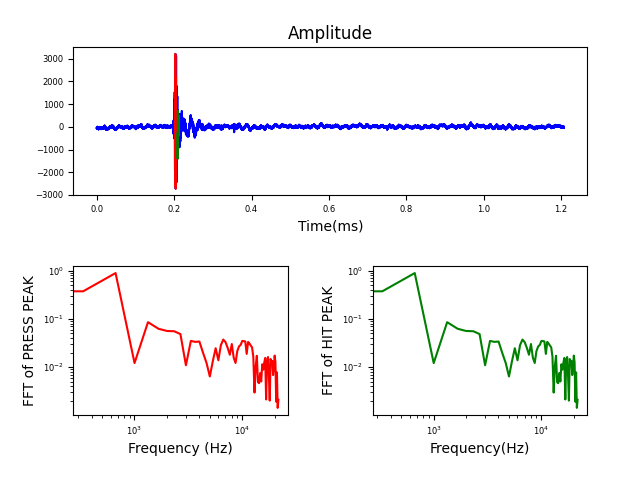 Amplitude
3000
2000
1000
0
−1000
−2000
−3000
0.0 0.2 0.4 0.6 0.8 1.0 1.2
Time(ms)
FFT of PRESS PEAK
10⁰
10⁻¹
10⁻²
10³ 10⁴
Frequency (Hz)
FFT of HIT PEAK
10⁰
10⁻¹
10⁻²
10³ 10⁴
Frequency(Hz)